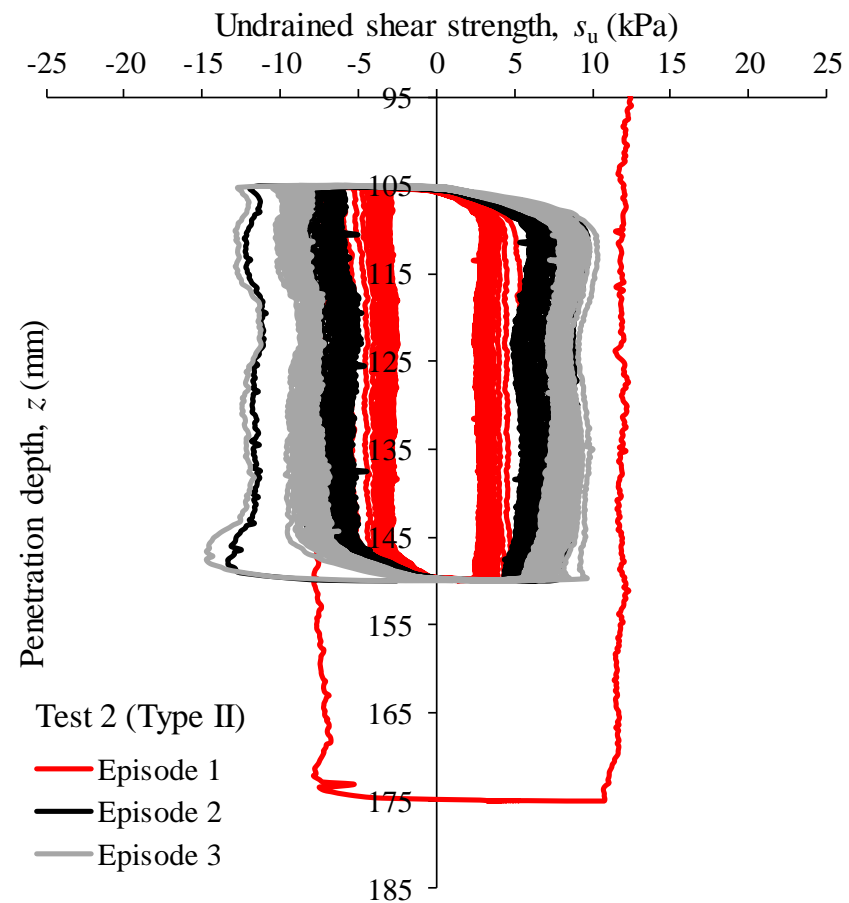 Undrained shear strength, su (kPa)
-25 -20 -15 -10 -5 0 5 10 15 20 25
95
105
115
125
135
145
155
165
175
185
Penetration depth, z (mm)
Test 2 (Type II)
Episode 1
Episode 2
Episode 3